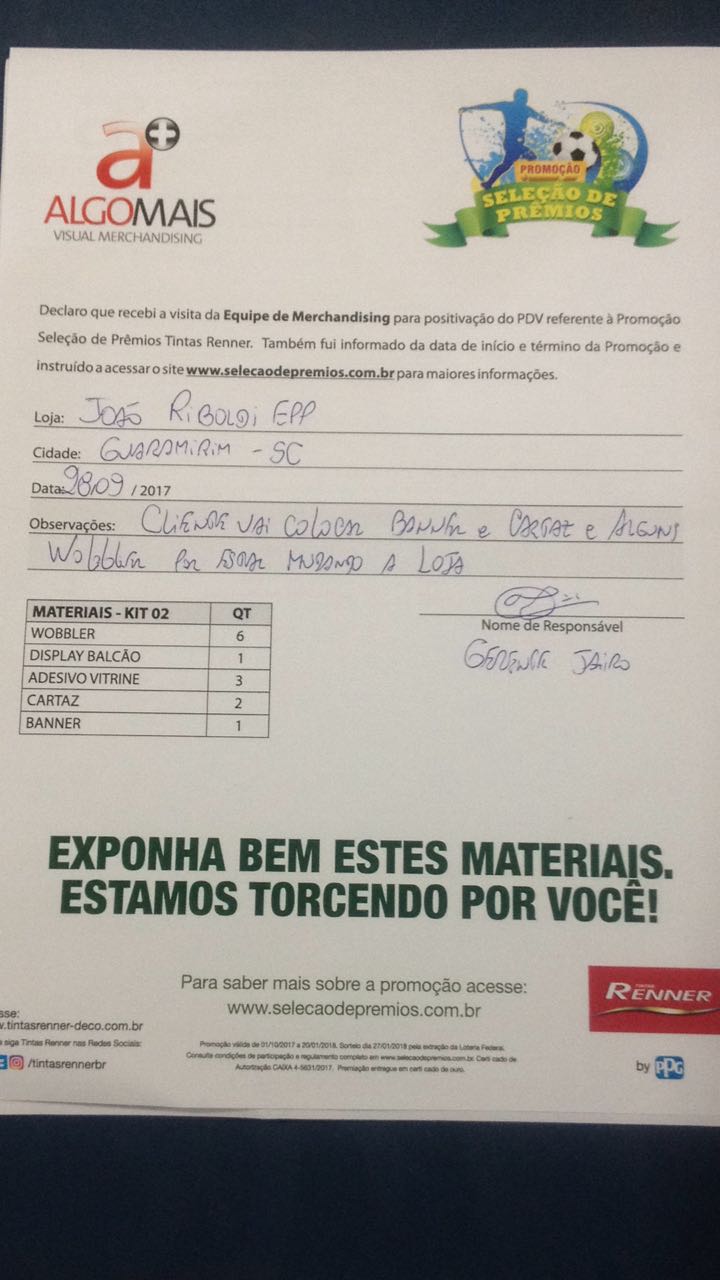 a+
ALGOMAIS
VISUAL MERCHANDISING
PROMOÇÃO
SELEÇÃO DE
PRÊMIOS
Declaro que recebi a visita da Equipe de Merchandising para positivação do PDV referente à Promoção
Seleção de Prêmios Tintas Renner. Também fui informado da data de início e término da Promoção e
instruído a acessar o site www.selecaodepremios.com.br para maiores informações.
Loja: JOÃO RIBOLDI EPP
Cidade: GUARAMIRIM - SC
Data: 28.09 / 2017
Observações: CLIENTE VAI COLOCAR BANNER e CARTAZ e ALGUNS
Wobbler POR ESTAR MUDANDO A LOJA
MATERIAIS - KIT 02 QT
WOBBLER 6
DISPLAY BALCÃO 1
ADESIVO VITRINE 3
CARTAZ 2
BANNER 1
Nome de Responsável
GERENTE JAIRO
EXPONHA BEM ESTES MATERIAIS.
ESTAMOS TORCENDO POR VOCÊ!
Para saber mais sobre a promoção acesse:
www.selecaodepremios.com.br
TINTAS
RENNER
by PPG
sse:
w.tintasrenner-deco.com.br
a siga Tintas Renner nas Redes Sociais:
/tintasrennerbr
Promoção válida de 01/10/2017 a 20/01/2018. Sorteio dia 27/01/2018 pela extração da Loteria Federal.
Consulte condições de participação e regulamento completo em www.selecaodepremios.com.br. Certi cado de
Autorização CAIXA 4-5631/2017. Premiação entregue em certi cado de ouro.